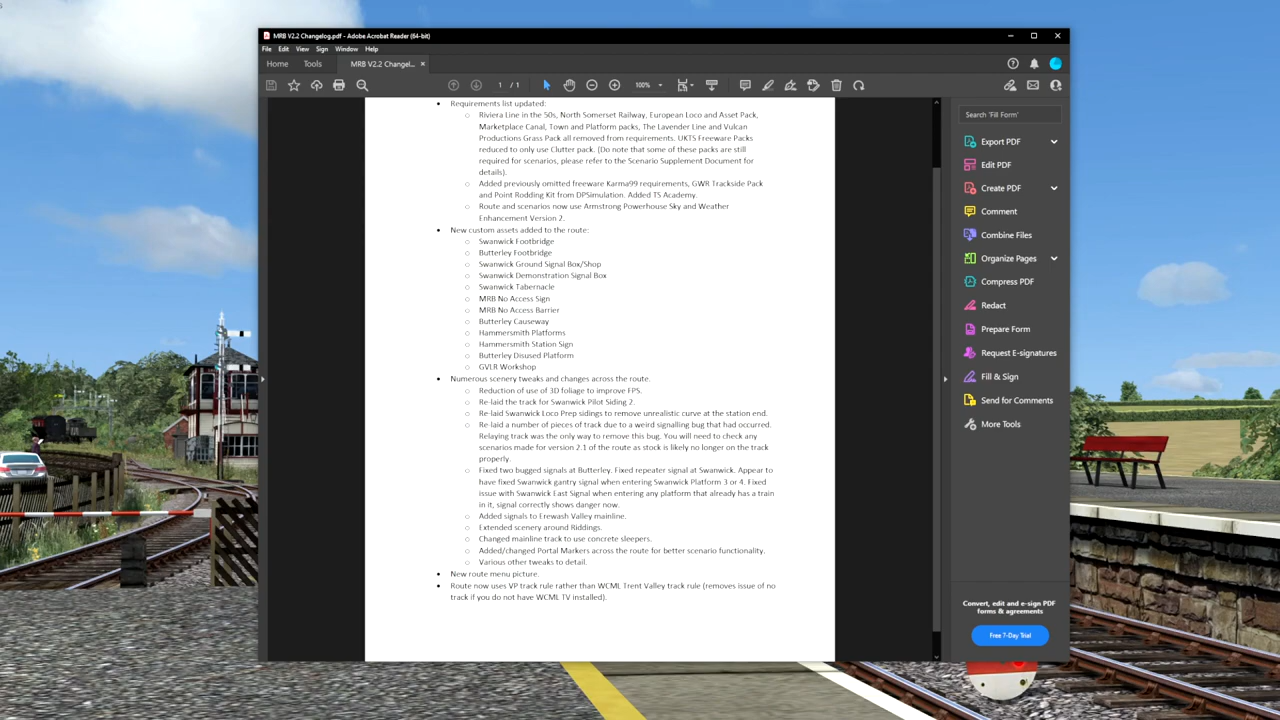 MRB V2.2 Changelog.pdf - Adobe Acrobat Reader (64-bit)
File Edit View Sign Window Help
Home Tools MRB V2.2 Changel... ×
1 / 1 100%
Search 'Fill Form'
Export PDF
Edit PDF
Create PDF
Comment
Combine Files
Organize Pages
Compress PDF
Redact
Prepare Form
Request E-signatures
Fill & Sign
Send for Comments
More Tools
Convert, edit and e-sign PDF
forms & agreements
Free 7-Day Trial
• Requirements list updated:
o Riviera Line in the 50s, North Somerset Railway, European Loco and Asset Pack,
Marketplace Canal, Town and Platform packs, The Lavender Line and Vulcan
Productions Grass Pack all removed from requirements. UKTS Freeware Packs
reduced to only use Clutter pack. (Do note that some of these packs are still
required for scenarios, please refer to the Scenario Supplement Document for
details).
o Added previously omitted freeware Karma99 requirements, GWR Trackside Pack
and Point Rodding Kit from DPSimulation. Added TS Academy.
o Route and scenarios now use Armstrong Powerhouse Sky and Weather
Enhancement Version 2.
• New custom assets added to the route:
o Swanwick Footbridge
o Butterley Footbridge
o Swanwick Ground Signal Box/Shop
o Swanwick Demonstration Signal Box
o Swanwick Tabernacle
o MRB No Access Sign
o MRB No Access Barrier
o Butterley Causeway
o Hammersmith Platforms
o Hammersmith Station Sign
o Butterley Disused Platform
o GVLR Workshop
• Numerous scenery tweaks and changes across the route.
o Reduction of use of 3D foliage to improve FPS.
o Re-laid the track for Swanwick Pilot Siding 2.
o Re-laid Swanwick Loco Prep sidings to remove unrealistic curve at the station end.
o Re-laid a number of pieces of track due to a weird signalling bug that had occurred.
Relaying track was the only way to remove this bug. You will need to check any
scenarios made for version 2.1 of the route as stock is likely no longer on the track
properly.
o Fixed two bugged signals at Butterley. Fixed repeater signal at Swanwick. Appear to
have fixed Swanwick gantry signal when entering Swanwick Platform 3 or 4. Fixed
issue with Swanwick East Signal when entering any platform that already has a train
in it, signal correctly shows danger now.
o Added signals to Erewash Valley mainline.
o Extended scenery around Riddings.
o Changed mainline track to use concrete sleepers.
o Added/changed Portal Markers across the route for better scenario functionality.
o Various other tweaks to detail.
• New route menu picture.
• Route now uses VP track rule rather than WCML Trent Valley track rule (removes issue of no
track if you do not have WCML TV installed).